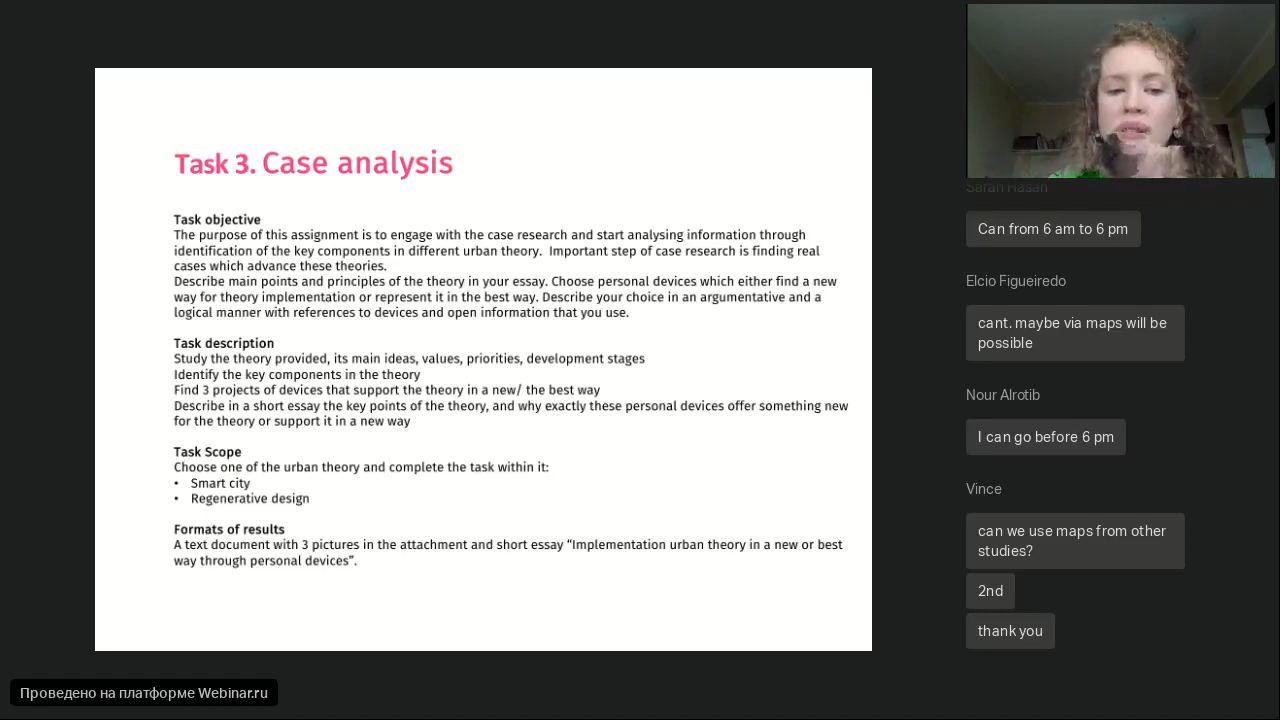 Task 3. Case analysis
Task objective
The purpose of this assignment is to engage with the case research and start analysing information through
identification of the key components in different urban theory.  Important step of case research is finding real
cases which advance these theories.
Describe main points and principles of the theory in your essay. Choose personal devices which either find a new
way for theory implementation or represent it in the best way. Describe your choice in an argumentative and a
logical manner with references to devices and open information that you use.
Task description
Study the theory provided, its main ideas, values, priorities, development stages
Identify the key components in the theory
Find 3 projects of devices that support the theory in a new/ the best way
Describe in a short essay the key points of the theory, and why exactly these personal devices offer something new
for the theory or support it in a new way
Task Scope
Choose one of the urban theory and complete the task within it:
• Smart city
• Regenerative design
Formats of results
A text document with 3 pictures in the attachment and short essay “Implementation urban theory in a new or best
way through personal devices”.
Sarah Hasan
Can from 6 am to 6 pm
Elcio Figueiredo
cant. maybe via maps will be
possible
Nour Alrotib
I can go before 6 pm
Vince
can we use maps from other
studies?
2nd
thank you
Проведено на платформе Webinar.ru